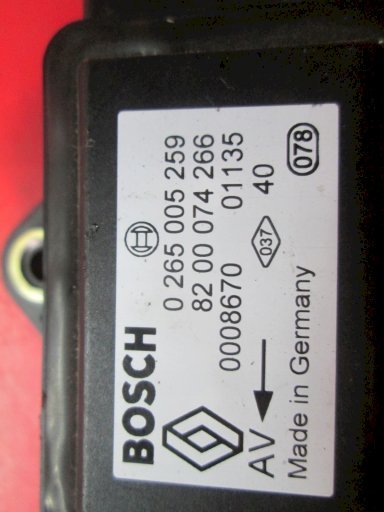 BOSCH
0 265 005 259
82 00 074 266
0008670 01135
AV 037 40
Made in Germany 078